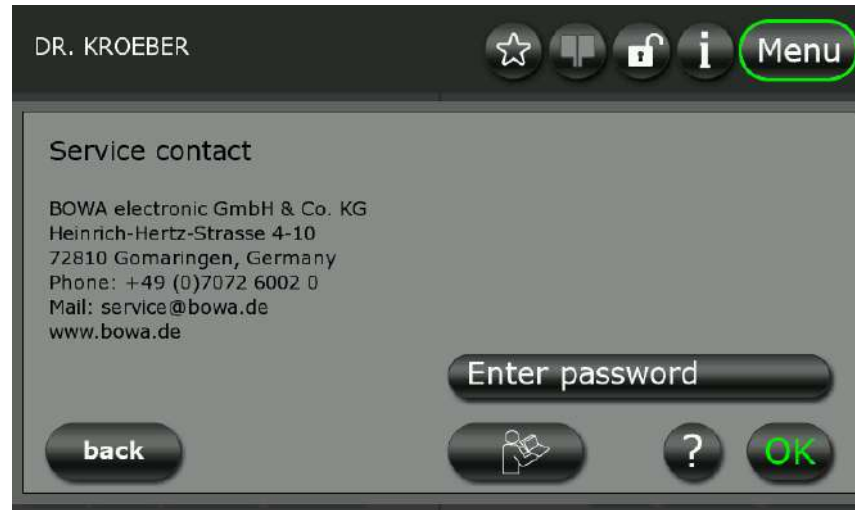 DR. KROEBER
i
Menu
Service contact
BOWA electronic GmbH & Co. KG
Heinrich-Hertz-Strasse 4-10
72810 Gomaringen, Germany
Phone: +49 (0)7072 6002 0
Mail: service@bowa.de
www.bowa.de
Enter password
back
?
OK